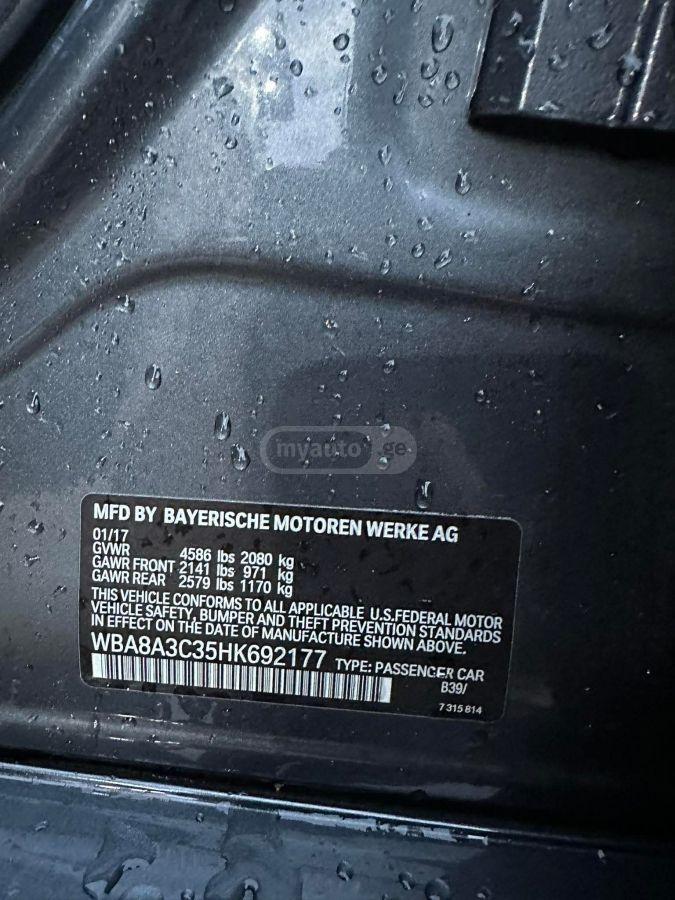 myauto.ge
MFD BY BAYERISCHE MOTOREN WERKE AG
01/17
GVWR 4586 lbs 2080 kg
GAWR FRONT 2141 lbs 971 kg
GAWR REAR 2579 lbs 1170 kg
THIS VEHICLE CONFORMS TO ALL APPLICABLE U.S.FEDERAL MOTOR
VEHICLE SAFETY, BUMPER AND THEFT PREVENTION STANDARDS
IN EFFECT ON THE DATE OF MANUFACTURE SHOWN ABOVE.
WBA8A3C35HK692177 TYPE: PASSENGER CAR
B39/
7 315 814